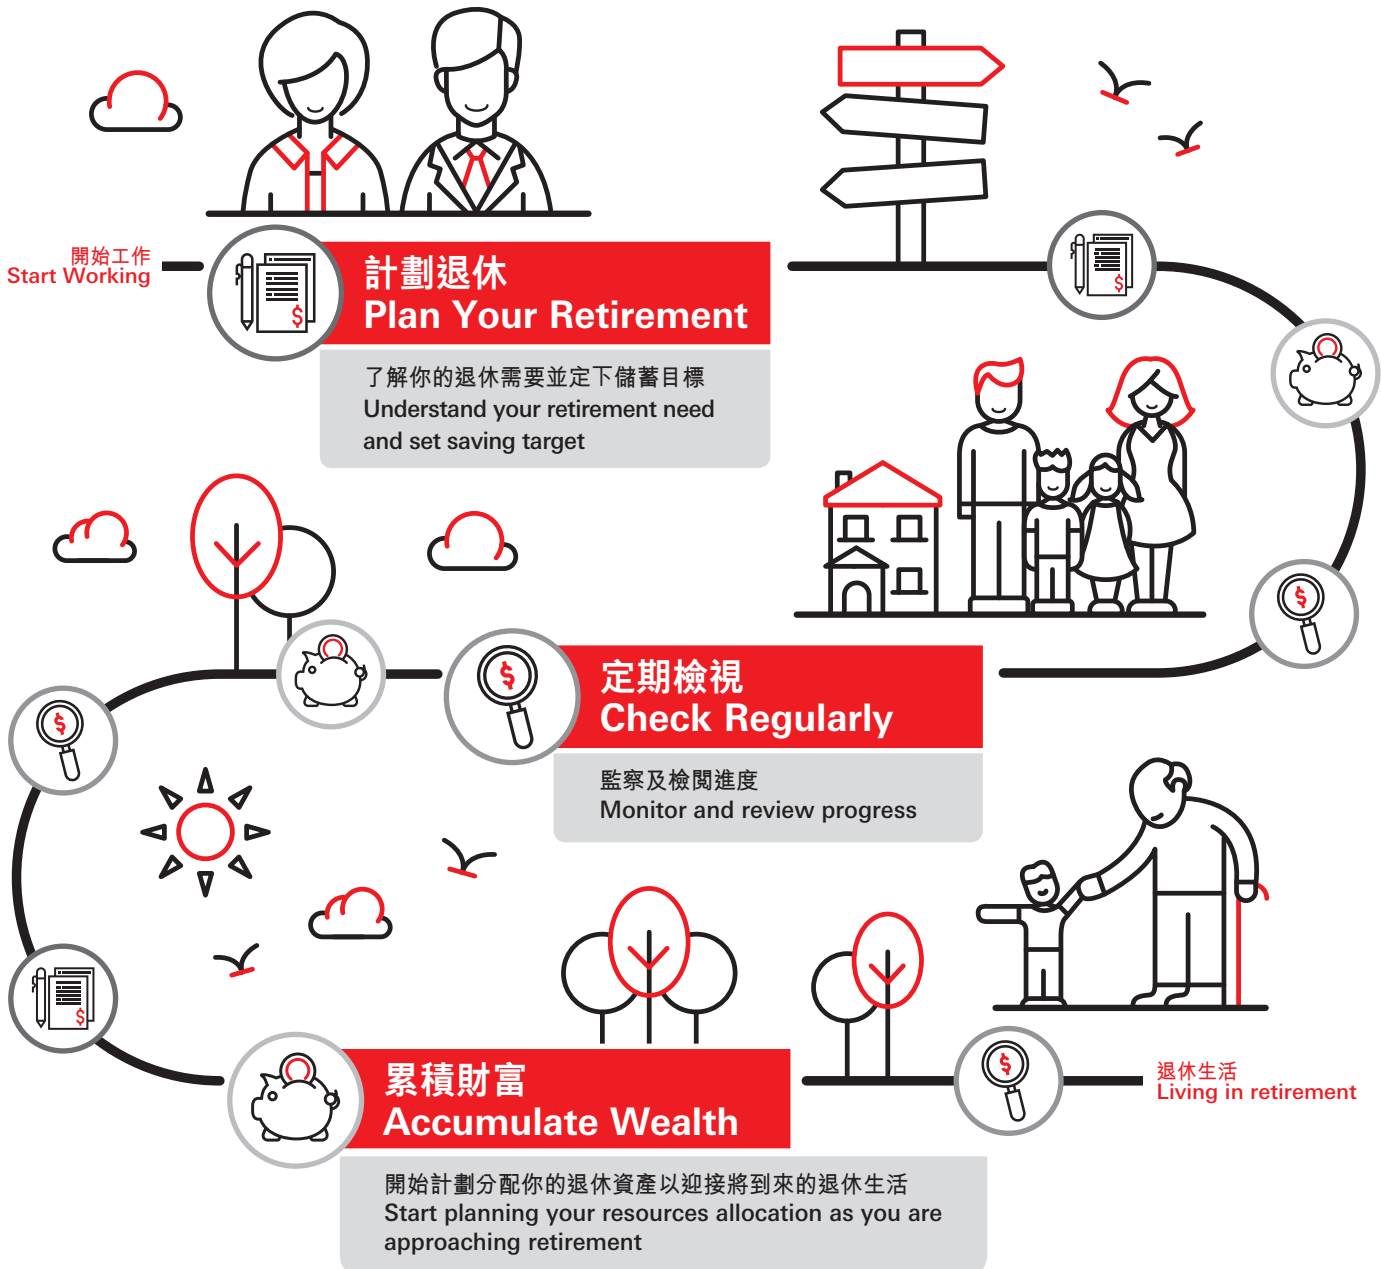 開始工作
Start Working
計劃退休
Plan Your Retirement
了解你的退休需要並定下儲蓄目標
Understand your retirement need
and set saving target
定期檢視
Check Regularly
監察及檢閱進度
Monitor and review progress
累積財富
Accumulate Wealth
開始計劃分配你的退休資產以迎接將到來的退休生活
Start planning your resources allocation as you are
approaching retirement
退休生活
Living in retirement